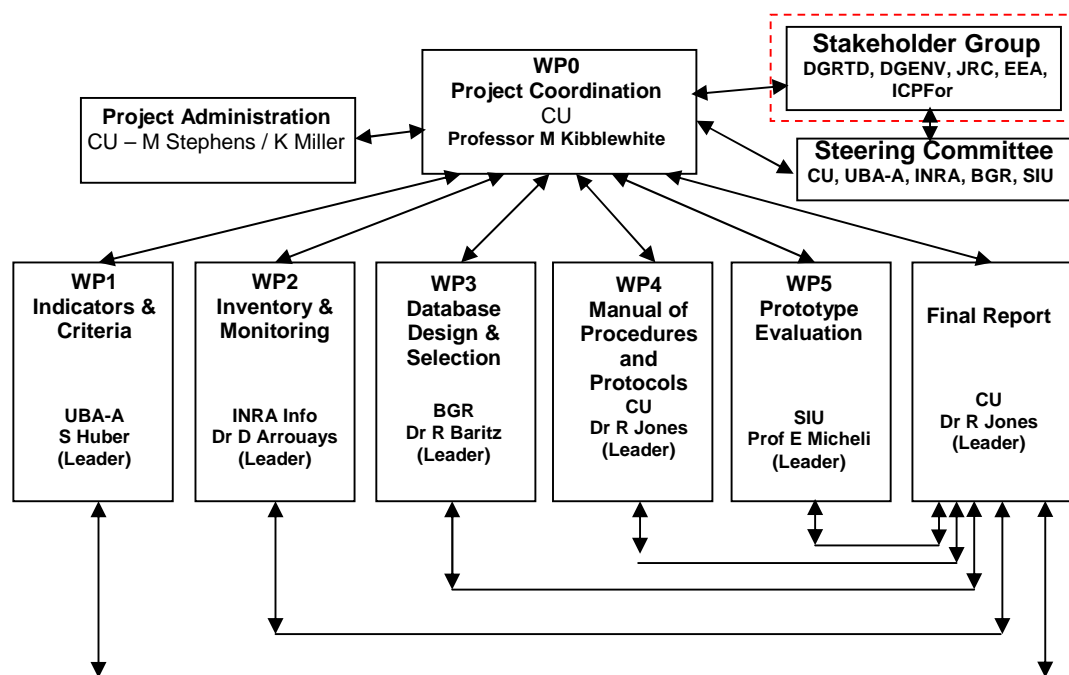 Stakeholder Group
DGRTD, DGENV, JRC, EEA,
ICPFor
WP0
Project Coordination
CU
Professor M Kibblewhite
Project Administration
CU – M Stephens / K Miller
Steering Committee
CU, UBA-A, INRA, BGR, SIU
WP1
Indicators &
Criteria
UBA-A
S Huber
(Leader)
WP2
Inventory &
Monitoring
INRA Info
Dr D Arrouays
(Leader)
WP3
Database
Design &
Selection
BGR
Dr R Baritz
(Leader)
WP4
Manual of
Procedures
and
Protocols
CU
Dr R Jones
(Leader)
WP5
Prototype
Evaluation
SIU
Prof E Micheli
(Leader)
Final Report
CU
Dr R Jones
(Leader)